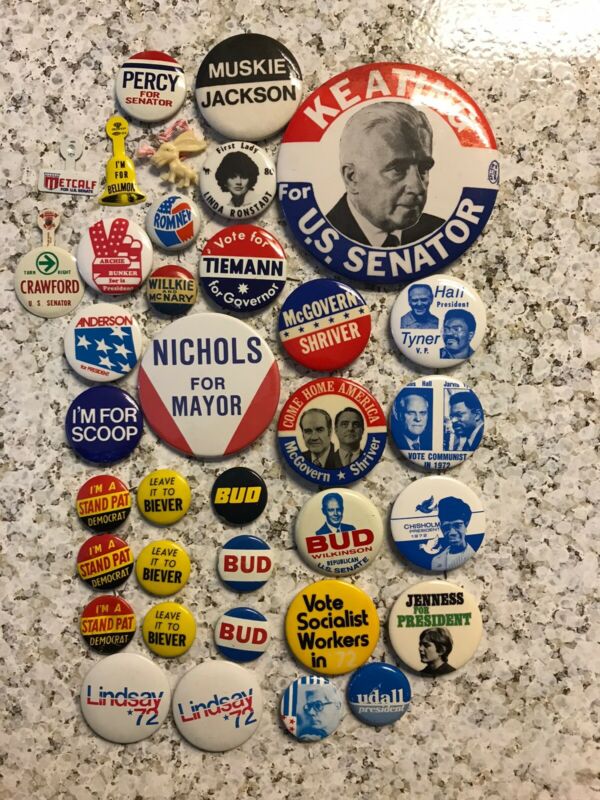 PERCY
FOR
SENATOR
MUSKIE
JACKSON
KEATING
For
U.S. SENATOR
METCALF
FOR U.S. SENATE
I'M
FOR
BELLMON
First Lady
LINDA RONSTADT
ROMNEY
TURN RIGHT
CRAWFORD
U S SENATOR
ARCHIE
BUNKER
for is
President
WILLKIE
AND
McNARY
Vote for
TIEMANN
for Governor
McGOVERN
SHRIVER
Hall
President
Tyner
V. P.
ANDERSON
FOR PRESIDENT
NICHOLS
FOR
MAYOR
I'M FOR
SCOOP
COME HOME AMERICA
McGovern ★ Shriver
Hall Jarvis
VOTE COMMUNIST
IN 1972
I'M A
STAND PAT
DEMOCRAT
LEAVE
IT TO
BIEVER
BUD
BUD
WILKINSON
REPUBLICAN
U.S. SENATE
CHISHOLM
PRESIDENT
1972
I'M A
STAND PAT
DEMOCRAT
LEAVE
IT TO
BIEVER
BUD
I'M A
STAND PAT
DEMOCRAT
LEAVE
IT TO
BIEVER
BUD
Vote
Socialist
Workers
in 72
JENNESS
FOR
PRESIDENT
Lindsay
★72
Lindsay
★72
udall
president